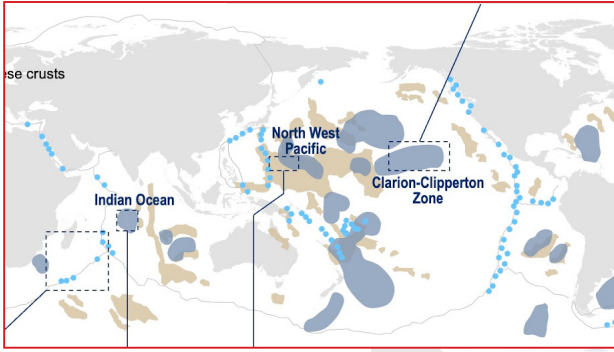 ese crusts
North West
Pacific
Clarion-Clipperton
Zone
Indian Ocean